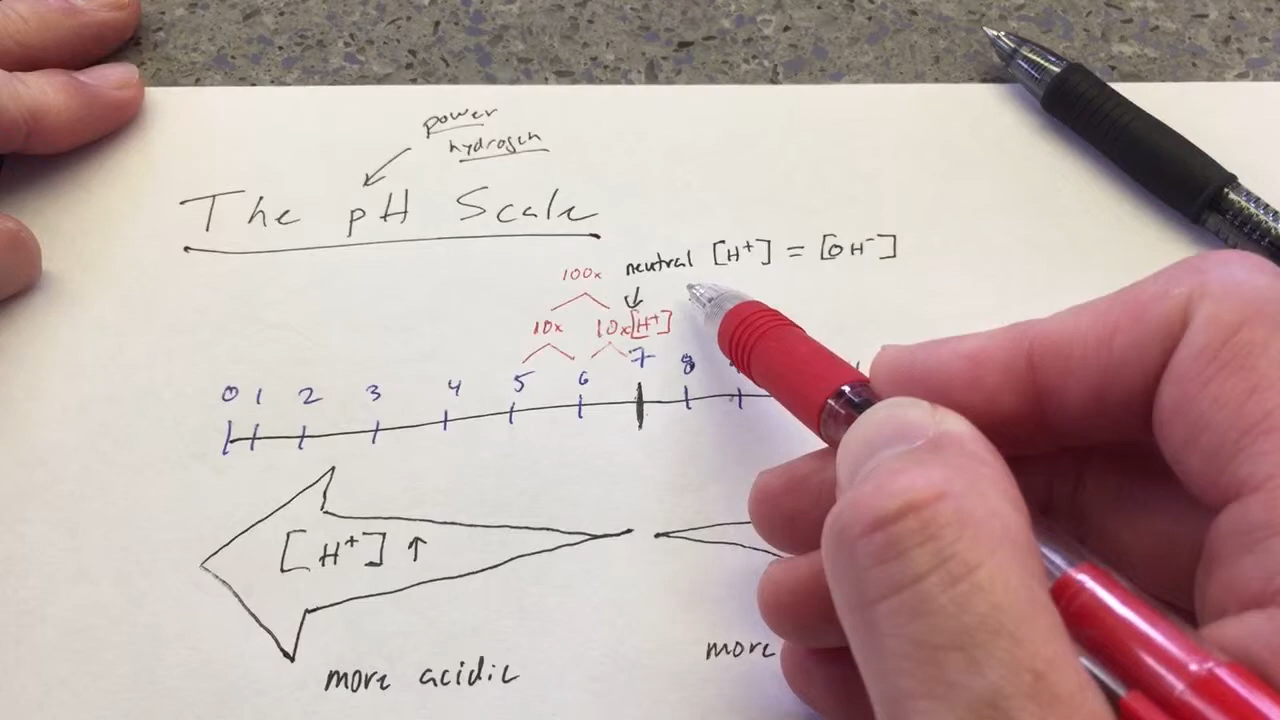 power
hydrogen
The pH Scale
neutral [H⁺] = [OH⁻]
100x
10x 10x [H⁺]
0 1 2 3 4 5 6 7 8
[H⁺] ↑
more acidic
more